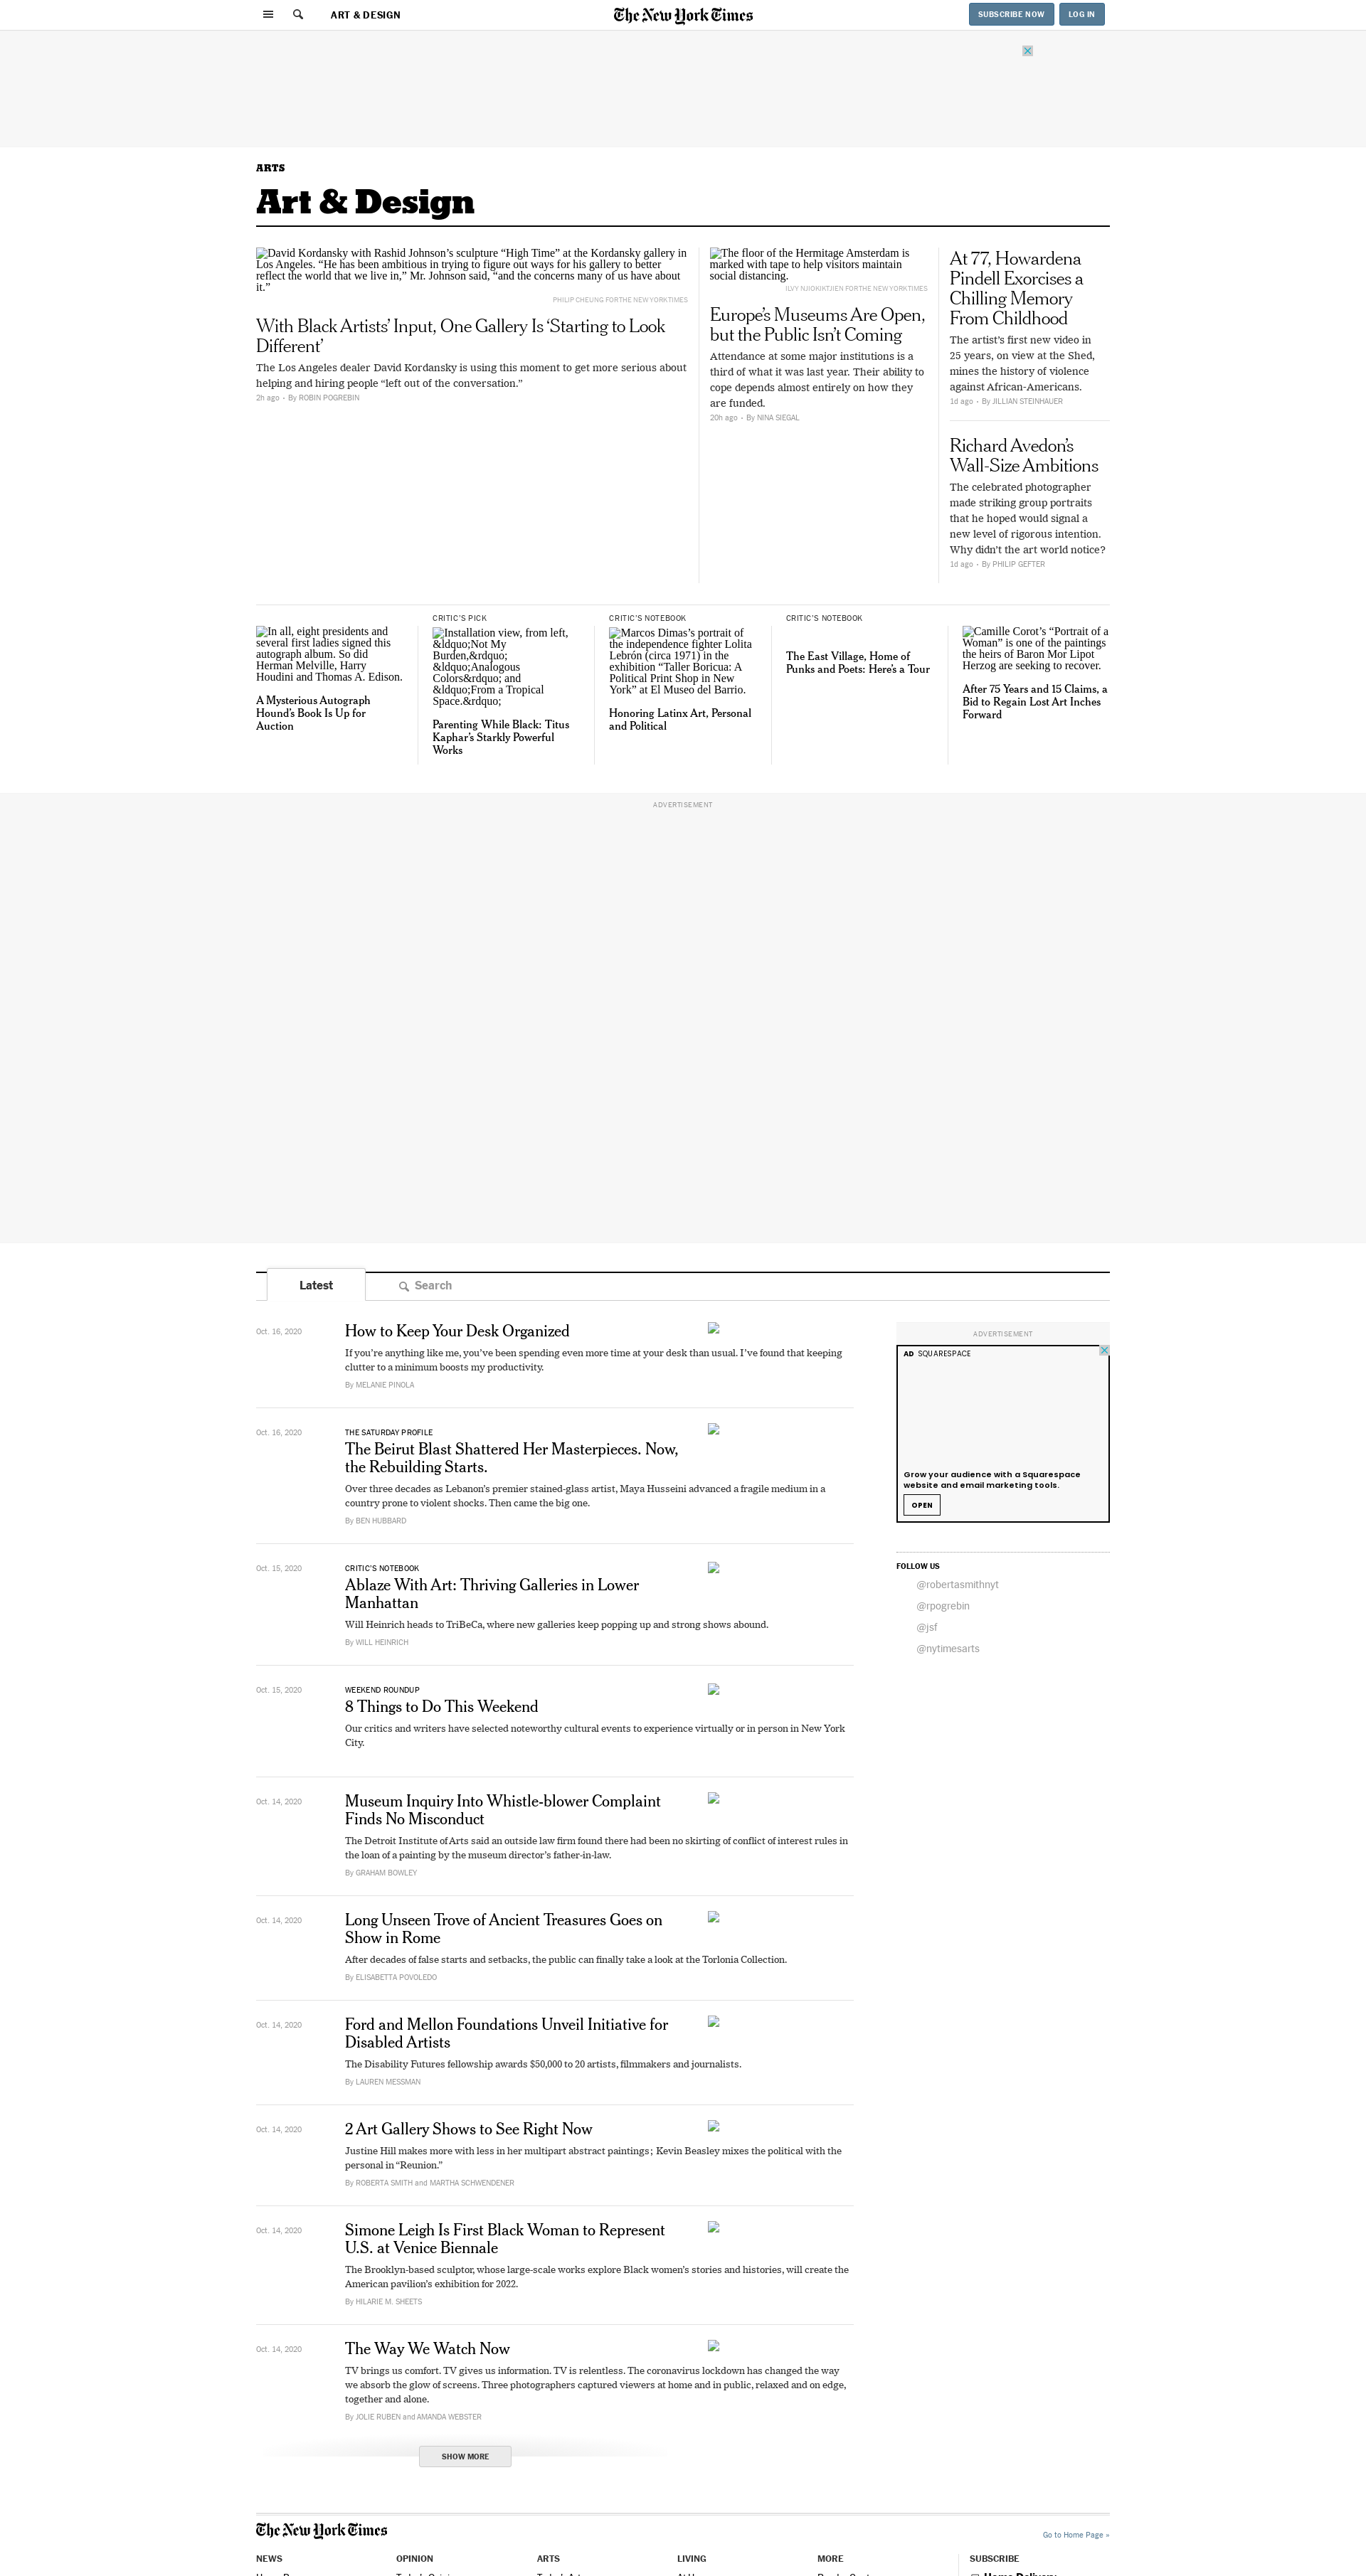 ART & DESIGN
The New York Times
SUBSCRIBE NOW
LOG IN
ARTS
Art & Design
David Kordansky with Rashid Johnson's sculpture “High Time” at the Kordansky gallery in
Los Angeles. “He has been ambitious in trying to figure out ways for his gallery to better
reflect the world that we live in,” Mr. Johnson said, “and the concerns many of us have about
it.”
PHILIP CHEUNG FOR THE NEW YORK TIMES
With Black Artists’ Input, One Gallery Is ‘Starting to Look
Different’
The Los Angeles dealer David Kordansky is using this moment to get more serious about
helping and hiring people “left out of the conversation.”
2h ago • By ROBIN POGREBIN
The floor of the Hermitage Amsterdam is
marked with tape to help visitors maintain
social distancing.
ILVY NJIOKIKTJIEN FOR THE NEW YORK TIMES
Europe’s Museums Are Open,
but the Public Isn’t Coming
Attendance at some major institutions is a
third of what it was last year. Their ability to
cope depends almost entirely on how they
are funded.
20h ago • By NINA SIEGAL
At 77, Howardena
Pindell Exorcises a
Chilling Memory
From Childhood
The artist’s first new video in
25 years, on view at the Shed,
mines the history of violence
against African-Americans.
1d ago • By JILLIAN STEINHAUER
Richard Avedon’s
Wall-Size Ambitions
The celebrated photographer
made striking group portraits
that he hoped would signal a
new level of rigorous intention.
Why didn’t the art world notice?
1d ago • By PHILIP GEFTER
In all, eight presidents and
several first ladies signed this
autograph album. So did
Herman Melville, Harry
Houdini and Thomas A. Edison.
A Mysterious Autograph
Hound’s Book Is Up for
Auction
CRITIC’S PICK
Installation view, from left,
&ldquo;Not My
Burden,&rdquo;
&ldquo;Analogous
Colors&rdquo; and
&ldquo;From a Tropical
Space.&rdquo;
Parenting While Black: Titus
Kaphar’s Starkly Powerful
Works
CRITIC’S NOTEBOOK
Marcos Dimas’s portrait of
the independence fighter Lolita
Lebrón (circa 1971) in the
exhibition “Taller Boricua: A
Political Print Shop in New
York” at El Museo del Barrio.
Honoring Latinx Art, Personal
and Political
CRITIC’S NOTEBOOK
The East Village, Home of
Punks and Poets: Here’s a Tour
Camille Corot’s “Portrait of a
Woman” is one of the paintings
the heirs of Baron Mor Lipot
Herzog are seeking to recover.
After 75 Years and 15 Claims, a
Bid to Regain Lost Art Inches
Forward
ADVERTISEMENT
Latest
Search
Oct. 16, 2020
How to Keep Your Desk Organized
If you’re anything like me, you’ve been spending even more time at your desk than usual. I’ve found that keeping
clutter to a minimum boosts my productivity.
By MELANIE PINOLA
Oct. 16, 2020
THE SATURDAY PROFILE
The Beirut Blast Shattered Her Masterpieces. Now,
the Rebuilding Starts.
Over three decades as Lebanon’s premier stained-glass artist, Maya Husseini advanced a fragile medium in a
country prone to violent shocks. Then came the big one.
By BEN HUBBARD
Oct. 15, 2020
CRITIC’S NOTEBOOK
Ablaze With Art: Thriving Galleries in Lower
Manhattan
Will Heinrich heads to TriBeCa, where new galleries keep popping up and strong shows abound.
By WILL HEINRICH
Oct. 15, 2020
WEEKEND ROUNDUP
8 Things to Do This Weekend
Our critics and writers have selected noteworthy cultural events to experience virtually or in person in New York
City.
Oct. 14, 2020
Museum Inquiry Into Whistle-blower Complaint
Finds No Misconduct
The Detroit Institute of Arts said an outside law firm found there had been no skirting of conflict of interest rules in
the loan of a painting by the museum director’s father-in-law.
By GRAHAM BOWLEY
Oct. 14, 2020
Long Unseen Trove of Ancient Treasures Goes on
Show in Rome
After decades of false starts and setbacks, the public can finally take a look at the Torlonia Collection.
By ELISABETTA POVOLEDO
Oct. 14, 2020
Ford and Mellon Foundations Unveil Initiative for
Disabled Artists
The Disability Futures fellowship awards $50,000 to 20 artists, filmmakers and journalists.
By LAUREN MESSMAN
Oct. 14, 2020
2 Art Gallery Shows to See Right Now
Justine Hill makes more with less in her multipart abstract paintings; Kevin Beasley mixes the political with the
personal in “Reunion.”
By ROBERTA SMITH and MARTHA SCHWENDENER
Oct. 14, 2020
Simone Leigh Is First Black Woman to Represent
U.S. at Venice Biennale
The Brooklyn-based sculptor, whose large-scale works explore Black women’s stories and histories, will create the
American pavilion’s exhibition for 2022.
By HILARIE M. SHEETS
Oct. 14, 2020
The Way We Watch Now
TV brings us comfort. TV gives us information. TV is relentless. The coronavirus lockdown has changed the way
we absorb the glow of screens. Three photographers captured viewers at home and in public, relaxed and on edge,
together and alone.
By JOLIE RUBEN and AMANDA WEBSTER
SHOW MORE
ADVERTISEMENT
AD SQUARESPACE
Grow your audience with a Squarespace
website and email marketing tools.
OPEN
FOLLOW US
@robertasmithnyt
@rpogrebin
@jsf
@nytimesarts
The New York Times
Go to Home Page »
NEWS
OPINION
ARTS
LIVING
MORE
SUBSCRIBE